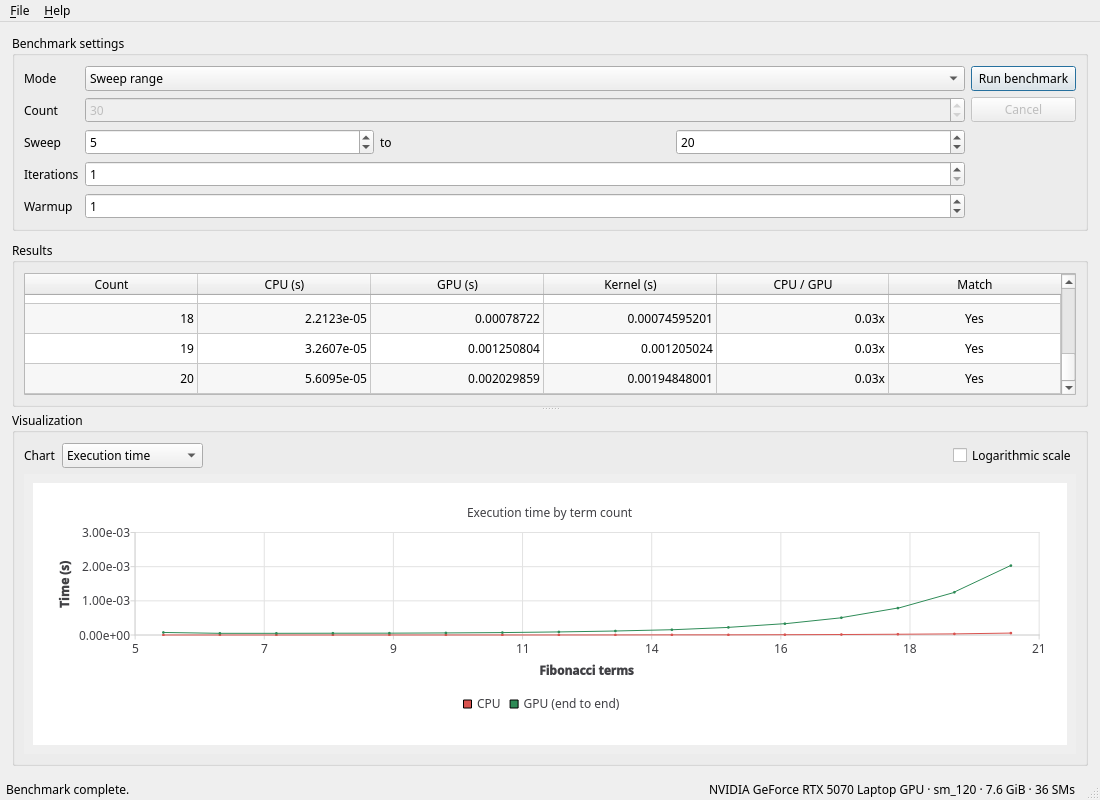 File Help
Benchmark settings
Mode Sweep range Run benchmark
Count 30 Cancel
Sweep 5 to 20
Iterations 1
Warmup 1
Results
Count CPU (s) GPU (s) Kernel (s) CPU / GPU Match
18 2.2123e-05 0.00078722 0.00074595201 0.03x Yes
19 3.2607e-05 0.001250804 0.001205024 0.03x Yes
20 5.6095e-05 0.002029859 0.00194848001 0.03x Yes
Visualization
Chart Execution time Logarithmic scale
Execution time by term count
3.00e-03
2.00e-03
1.00e-03
0.00e+00
Time (s)
5 7 9 11 14 16 18 21
Fibonacci terms
CPU GPU (end to end)
Benchmark complete. NVIDIA GeForce RTX 5070 Laptop GPU · sm_120 · 7.6 GiB · 36 SMs